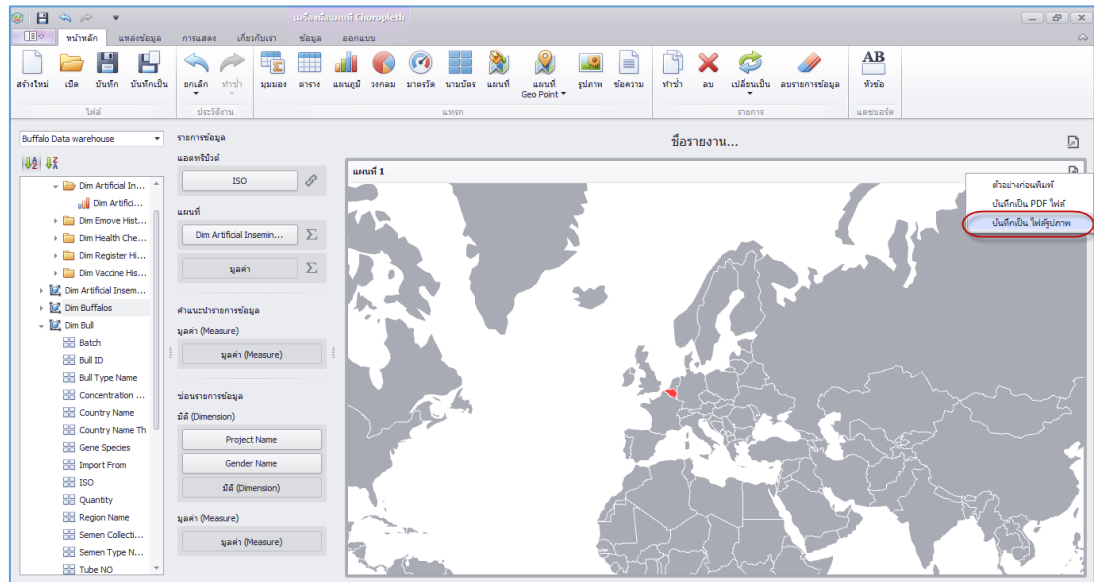 เครื่องมือแผนที่ Choropleth
หน้าหลัก แหล่งข้อมูล การแสดง เกี่ยวกับเรา ข้อมูล ออกแบบ
สร้างใหม่ เปิด บันทึก บันทึกเป็น ยกเลิก ทำซ้ำ มุมมอง ตาราง แผนภูมิ วงกลม มาตรวัด นามบัตร แผนที่ แผนที่ รูปภาพ ข้อความ ทำซ้ำ ลบ เปลี่ยนเป็น ลบรายการข้อมูล AB หัวข้อ
Geo Point
ไฟล์ ประวัติงาน แทรก รายการ แดชบอร์ด
Buffalo Data warehouse
Dim Artificial In...
Dim Artifici...
Dim Emove Hist...
Dim Health Che...
Dim Register Hi...
Dim Vaccine His...
Dim Artificial Insem...
Dim Buffalos
Dim Bull
Batch
Bull ID
Bull Type Name
Concentration ...
Country Name
Country Name Th
Gene Species
Import From
ISO
Quantity
Region Name
Semen Collecti...
Semen Type N...
Tube NO
รายการข้อมูล
แอตทริบิวต์
ISO
แผนที่
Dim Artificial Insemin...
มูลค่า
คำแนะนำรายการข้อมูล
มูลค่า (Measure)
มูลค่า (Measure)
ซ่อนรายการข้อมูล
มิติ (Dimension)
Project Name
Gender Name
มิติ (Dimension)
มูลค่า (Measure)
มูลค่า (Measure)
ชื่อรายงาน...
แผนที่ 1
ตัวอย่างก่อนพิมพ์
บันทึกเป็น PDF ไฟล์
บันทึกเป็น ไฟล์รูปภาพ